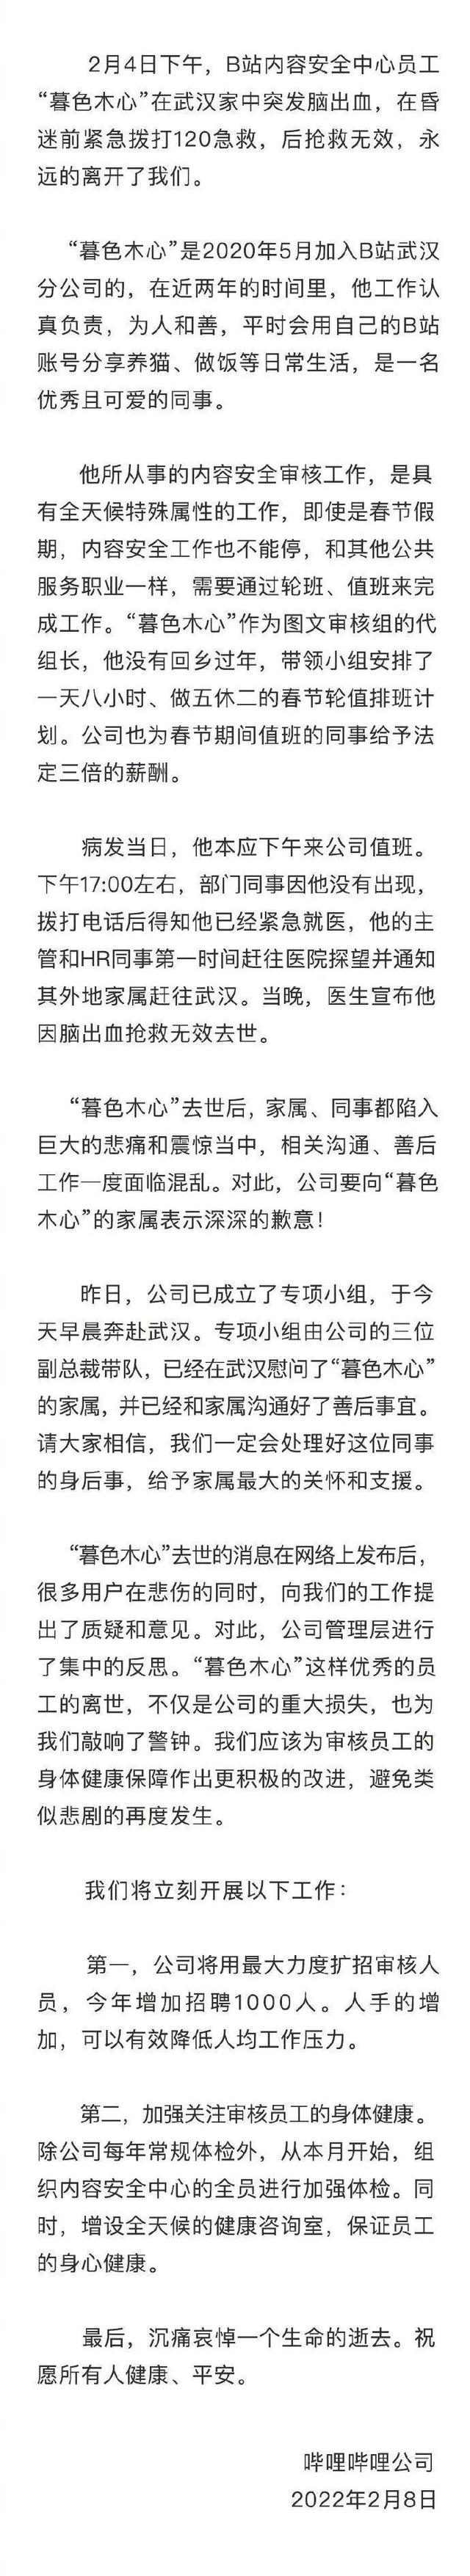 2月4日下午，B站内容安全中心员工
“暮色木心”在武汉家中突发脑出血，在昏
迷前紧急拨打120急救，后抢救无效，永
远的离开了我们。
“暮色木心”是2020年5月加入B站武汉
分公司的，在近两年的时间里，他工作认
真负责，为人和善，平时会用自己的B站
账号分享养猫、做饭等日常生活，是一名
优秀且可爱的同事。
他所从事的内容安全审核工作，是具
有全天候特殊属性的工作，即使是春节假
期，内容安全工作也不能停，和其他公共
服务职业一样，需要通过轮班、值班来完
成工作。“暮色木心”作为图文审核组的代
组长，他没有回乡过年，带领小组安排了
一天八小时、做五休二的春节轮值排班计
划。公司也为春节期间值班的同事给予法
定三倍的薪酬。
病发当日，他本应下午来公司值班。
下午17:00左右，部门同事因他没有出现，
拨打电话后得知他已经紧急就医，他的主
管和HR同事第一时间赶往医院探望并通知
其外地家属赶往武汉。当晚，医生宣布他
因脑出血抢救无效去世。
“暮色木心”去世后，家属、同事都陷入
巨大的悲痛和震惊当中，相关沟通、善后
工作一度面临混乱。对此，公司要向“暮色
木心”的家属表示深深的歉意！
昨日，公司已成立了专项小组，于今
天早晨奔赴武汉。专项小组由公司的三位
副总裁带队，已经在武汉慰问了“暮色木心”
的家属，并已经和家属沟通好了善后事宜。
请大家相信，我们一定会处理好这位同事
的身后事，给予家属最大的关怀和支援。
“暮色木心”去世的消息在网络上发布后，
很多用户在悲伤的同时，向我们的工作提
出了质疑和意见。对此，公司管理层进行
了集中的反思。“暮色木心”这样优秀的员
工的离世，不仅是公司的重大损失，也为
我们敲响了警钟。我们应该为审核员工的
身体健康保障作出更积极的改进，避免类
似悲剧的再度发生。
我们将立刻开展以下工作：
第一，公司将用最大力度扩招审核人
员，今年增加招聘1000人。人手的增
加，可以有效降低人均工作压力。
第二，加强关注审核员工的身体健康。
除公司每年常规体检外，从本月开始，组
织内容安全中心的全员进行加强体检。同
时，增设全天候的健康咨询室，保证员工
的身心健康。
最后，沉痛哀悼一个生命的逝去。祝
愿所有人健康、平安。
哔哩哔哩公司
2022年2月8日